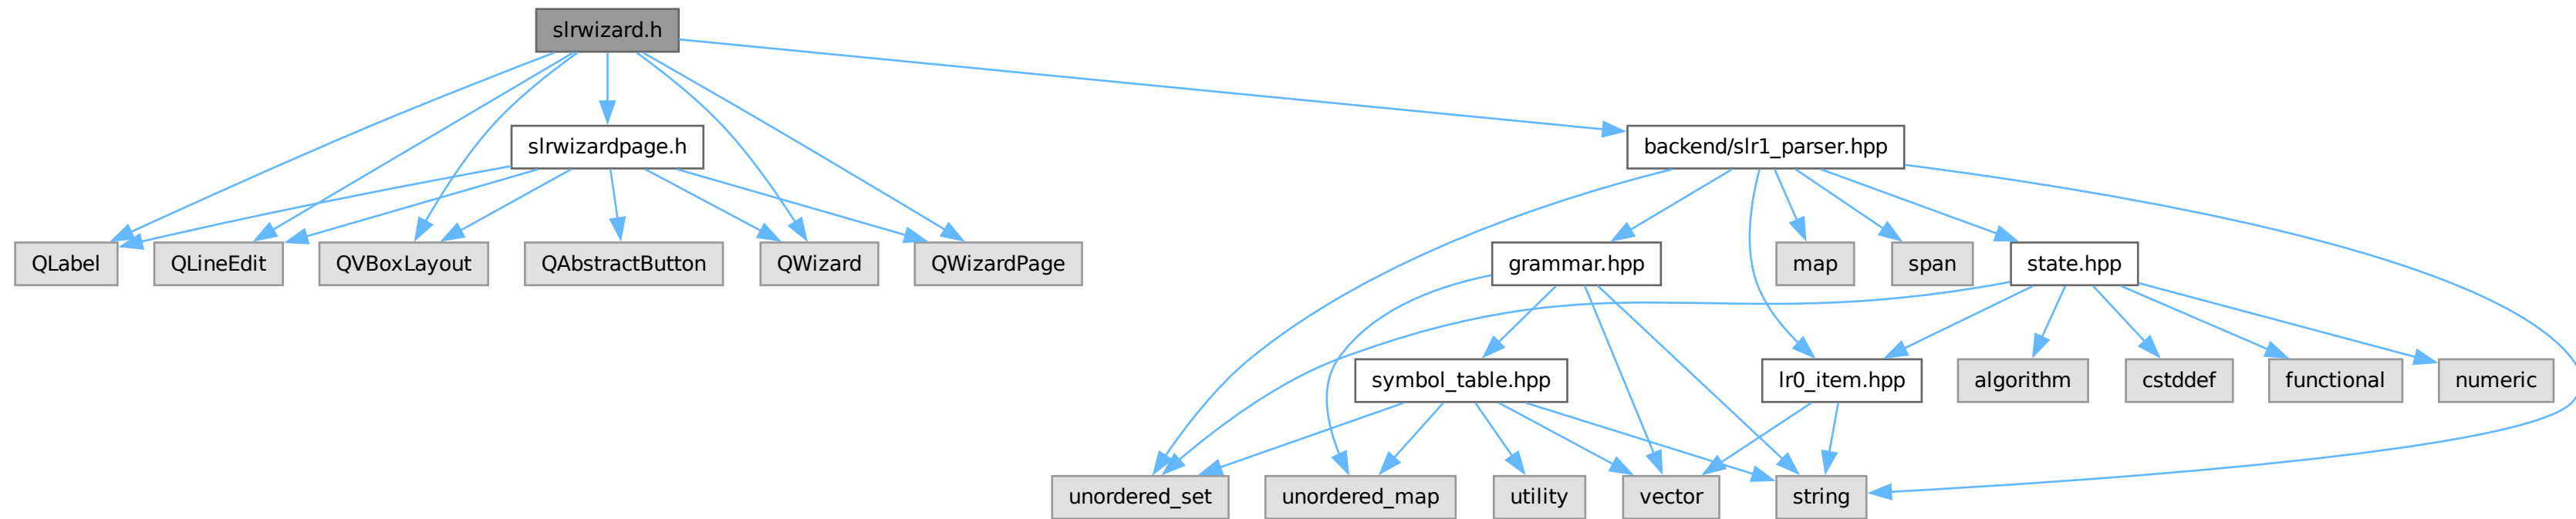 slrwizard.h
slrwizardpage.h
backend/slr1_parser.hpp
QLabel
QLineEdit
QVBoxLayout
QAbstractButton
QWizard
QWizardPage
grammar.hpp
map
span
state.hpp
symbol_table.hpp
lr0_item.hpp
algorithm
cstddef
functional
numeric
unordered_set
unordered_map
utility
vector
string